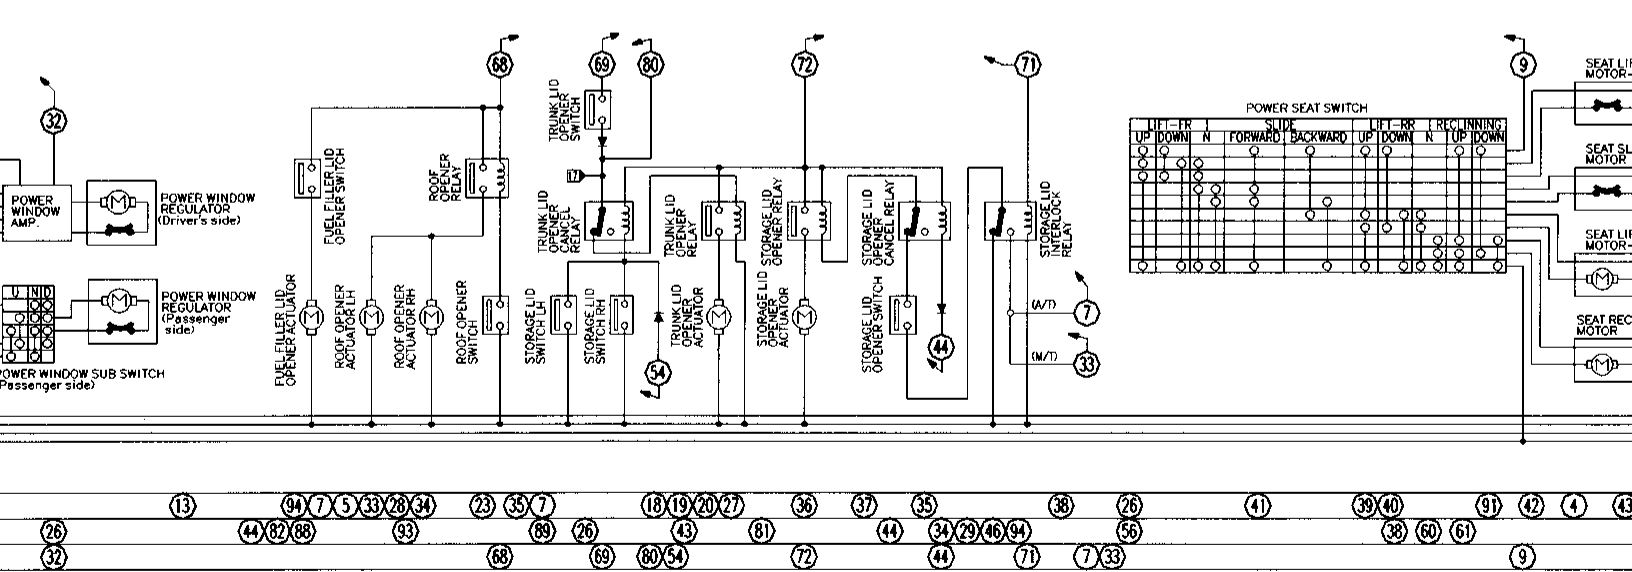 68
69
80
72
71
9
SEAT LIF
MOTOR-
32
TRUNK LID
OPENER
SWITCH
POWER SEAT SWITCH
LIFT-FR
SLIDE
LIFT-RR
RECLINNING
UP
DOWN
N
FORWARD
BACKWARD
UP
DOWN
N
UP
DOWN
SEAT SL
MOTOR
FUEL FILLER LID
OPENER SWITCH
ROOF
OPENER
RELAY
17
POWER
WINDOW
AMP.
M
POWER WINDOW
REGULATOR
(Driver's side)
TRUNK LID
OPENER
CANCEL
RELAY
TRUNK LID
OPENER
RELAY
STORAGE LID
OPENER RELAY
STORAGE LID
OPENER
CANCEL RELAY
STORAGE LID
INTERLOCK
RELAY
SEAT LIF
MOTOR-
M
U
N
D
M
POWER WINDOW
REGULATOR
(Passenger
side)
FUEL FILLER LID
OPENER ACTUATOR
M
ROOF OPENER
ACTUATOR LH
M
ROOF OPENER
ACTUATOR RH
M
ROOF OPENER
SWITCH
STORAGE LID
SWITCH LH
STORAGE LID
SWITCH RH
TRUNK LID
OPENER
ACTUATOR
M
STORAGE LID
OPENER
ACTUATOR
M
STORAGE LID
OPENER SWITCH
44
(A/T)
7
(M/T)
33
54
SEAT REC
MOTOR
M
POWER WINDOW SUB SWITCH
Passenger side)
13
94
7
5
33
28
34
23
35
7
18
19
20
27
36
37
35
38
26
41
39
40
91
42
4
43
26
44
82
88
93
89
26
43
81
44
34
29
46
94
56
38
60
61
32
68
69
80
54
72
44
71
7
33
9